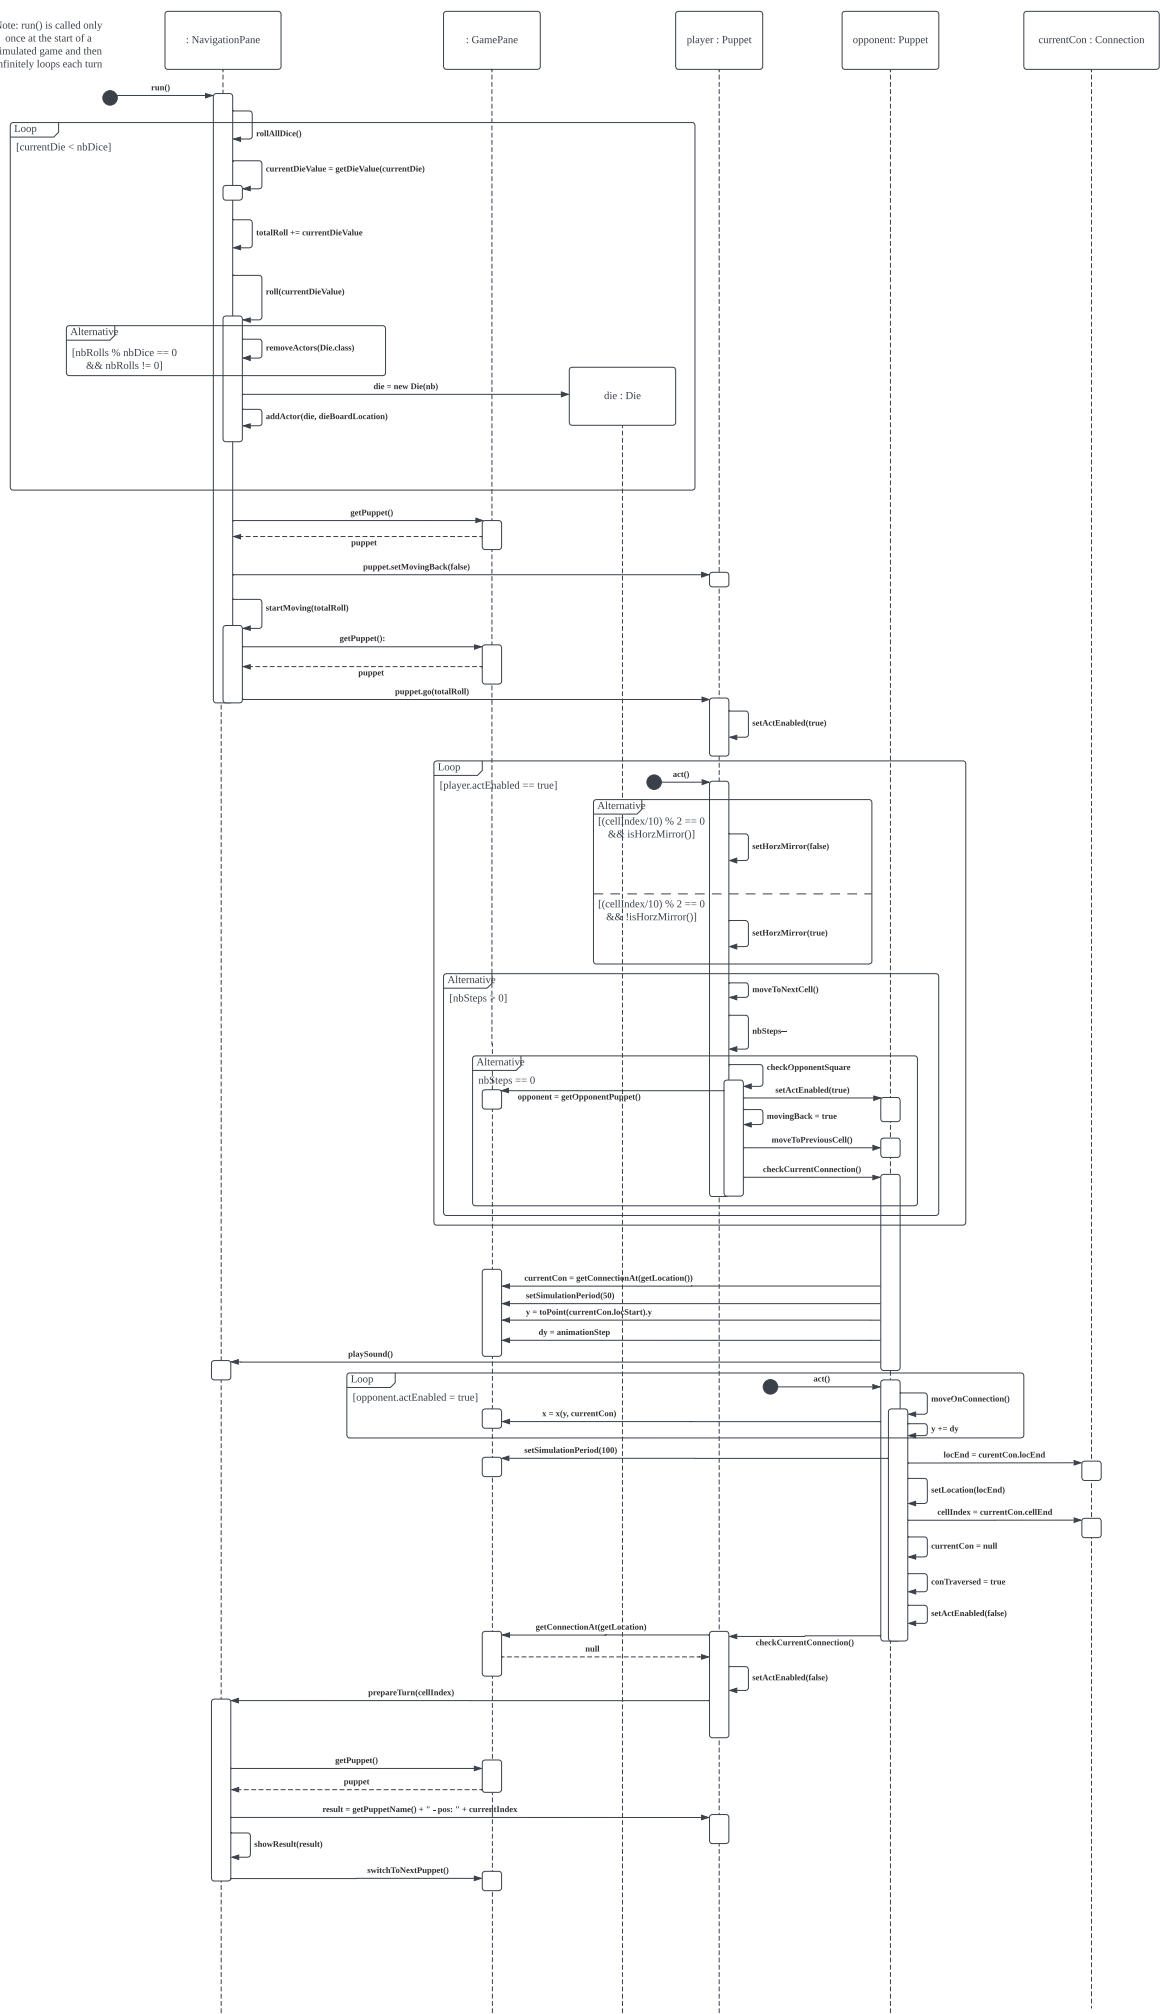 Note: run() is called only
once at the start of a
simulated game and then
infinitely loops each turn
: NavigationPane
: GamePane
player : Puppet
opponent: Puppet
currentCon : Connection
run()
Loop
[currentDie < nbDice]
rollAllDice()
currentDieValue = getDieValue(currentDie)
totalRoll += currentDieValue
roll(currentDieValue)
Alternative
[nbRolls % nbDice == 0
&& nbRolls != 0]
removeActors(Die.class)
die = new Die(nb)
die : Die
addActor(die, dieBoardLocation)
getPuppet()
puppet
puppet.setMovingBack(false)
startMoving(totalRoll)
getPuppet():
puppet
puppet.go(totalRoll)
setActEnabled(true)
Loop
[player.actEnabled == true]
act()
Alternative
[(cellIndex/10) % 2 == 0
&& isHorzMirror()]
setHorzMirror(false)
[(cellIndex/10) % 2 == 0
&& !isHorzMirror()]
setHorzMirror(true)
Alternative
[nbSteps > 0]
moveToNextCell()
nbSteps--
Alternative
nbSteps == 0
checkOpponentSquare
opponent = getOpponentPuppet()
setActEnabled(true)
movingBack = true
moveToPreviousCell()
checkCurrentConnection()
currentCon = getConnectionAt(getLocation())
setSimulationPeriod(50)
y = toPoint(currentCon.locStart).y
dy = animationStep
playSound()
Loop
[opponent.actEnabled = true]
act()
moveOnConnection()
x = x(y, currentCon)
y += dy
setSimulationPeriod(100)
locEnd = curentCon.locEnd
setLocation(locEnd)
cellIndex = currentCon.cellEnd
currentCon = null
conTraversed = true
setActEnabled(false)
getConnectionAt(getLocation)
checkCurrentConnection()
null
setActEnabled(false)
prepareTurn(cellIndex)
getPuppet()
puppet
result = getPuppetName() + " - pos: " + currentIndex
showResult(result)
switchToNextPuppet()